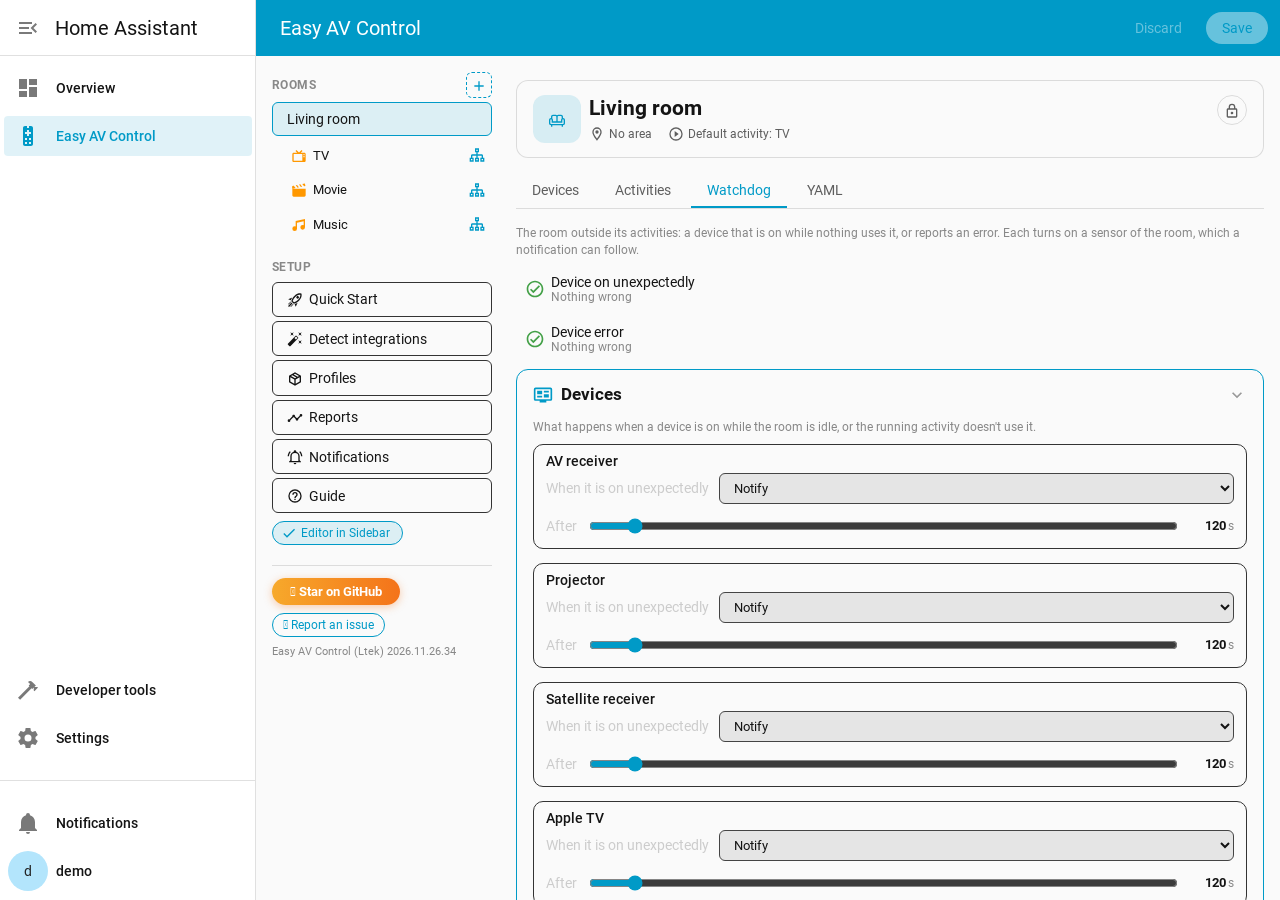 Home Assistant
Easy AV Control
Discard
Save
Overview
Easy AV Control
Developer tools
Settings
Notifications
d
demo
ROOMS
Living room
TV
Movie
Music
SETUP
Quick Start
Detect integrations
Profiles
Reports
Notifications
Guide
Editor in Sidebar
Star on GitHub
Report an issue
Easy AV Control (Ltek) 2026.11.26.34
Living room
No area
Default activity: TV
Devices
Activities
Watchdog
YAML
The room outside its activities: a device that is on while nothing uses it, or reports an error. Each turns on a sensor of the room, which a
notification can follow.
Device on unexpectedly
Nothing wrong
Device error
Nothing wrong
Devices
What happens when a device is on while the room is idle, or the running activity doesn't use it.
AV receiver
When it is on unexpectedly
Notify
After
120 s
Projector
When it is on unexpectedly
Notify
After
120 s
Satellite receiver
When it is on unexpectedly
Notify
After
120 s
Apple TV
When it is on unexpectedly
Notify
After
120 s